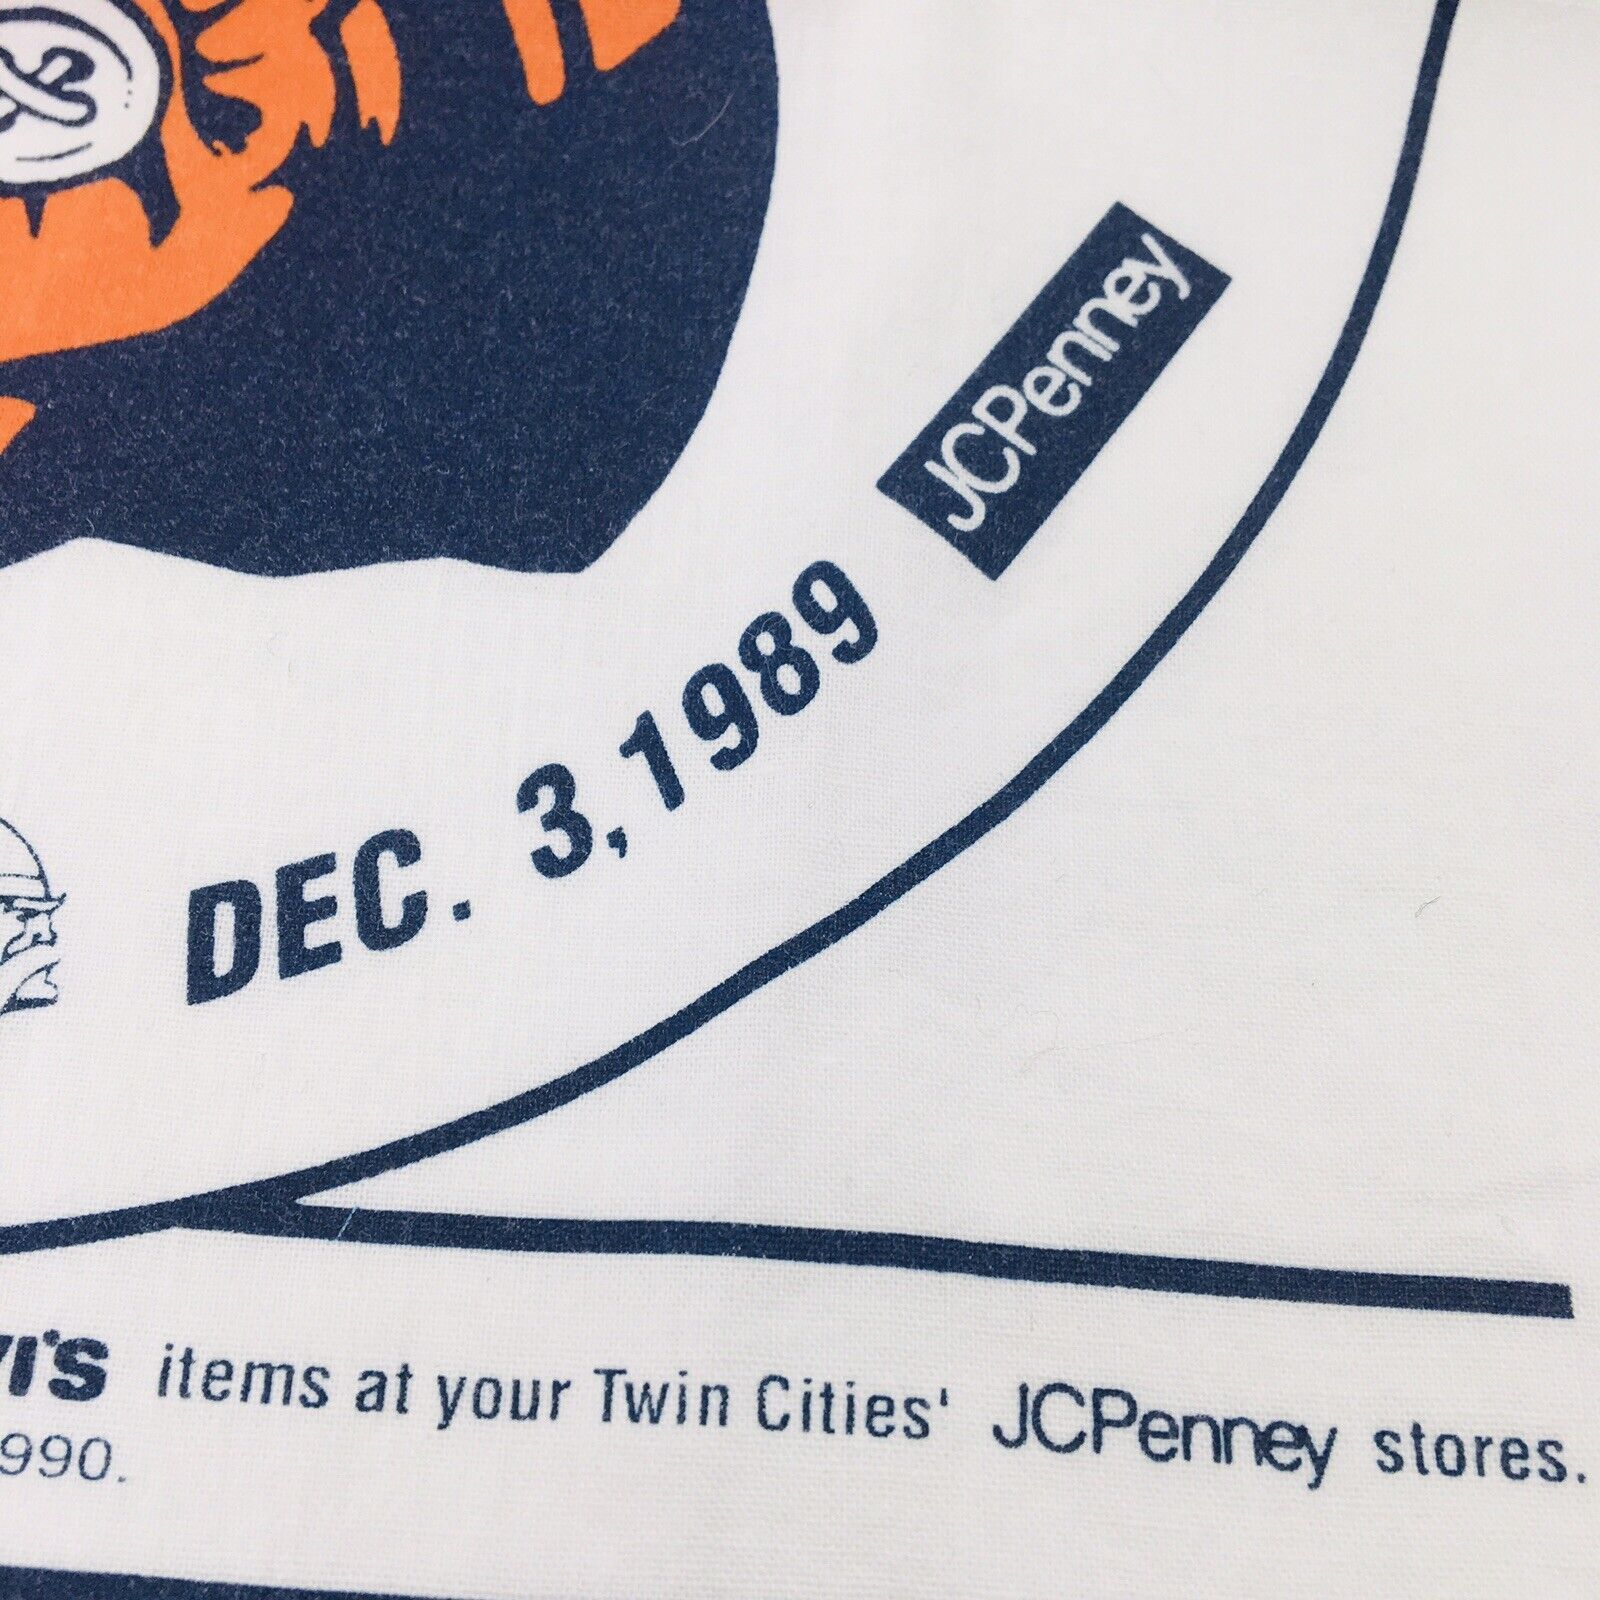 JCPenney
DEC. 3, 1989
items at your Twin Cities' JCPenney stores.